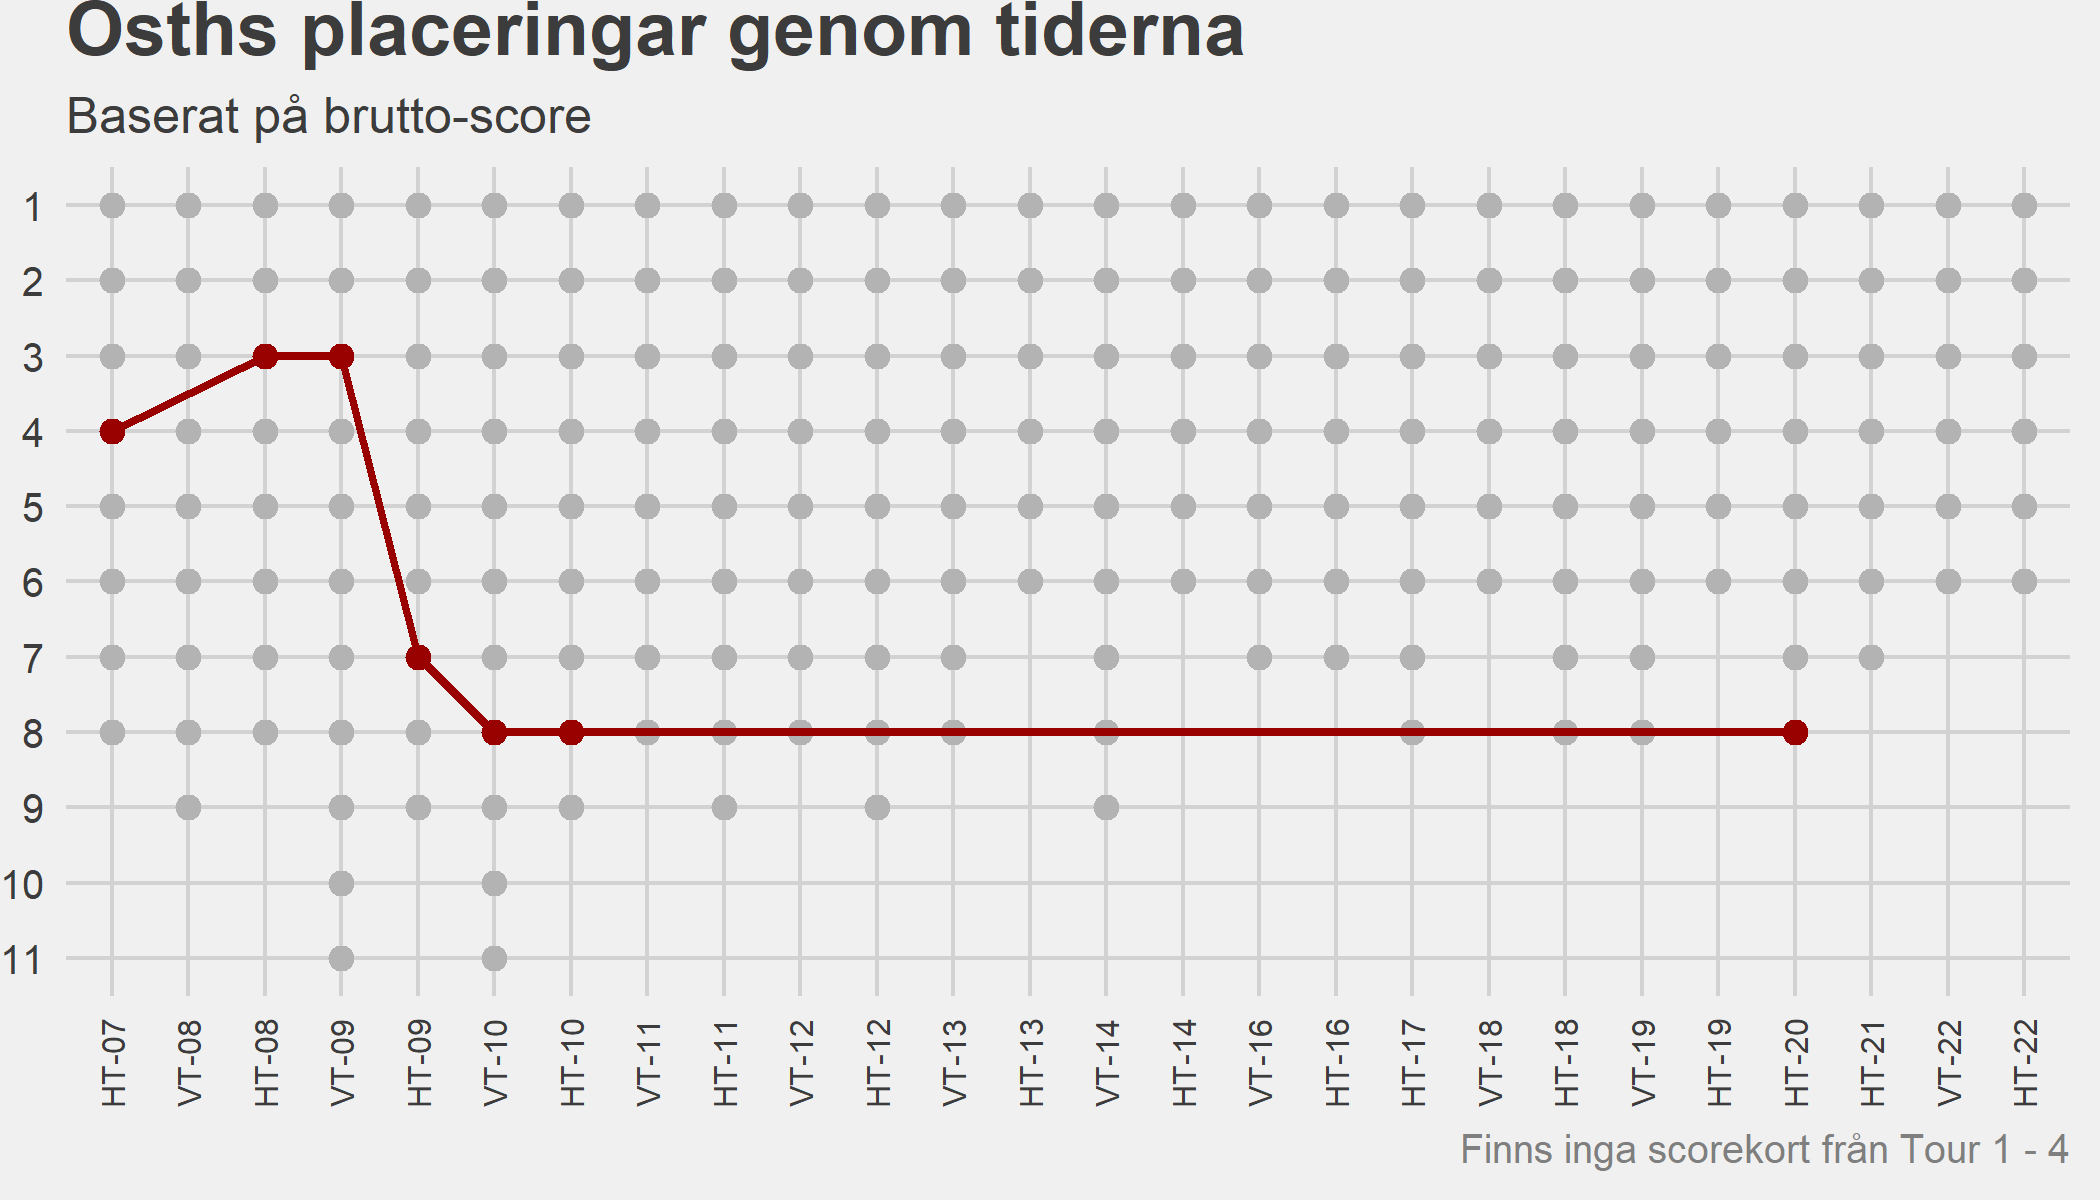 Osths placeringar genom tiderna
Baserat på brutto-score
1
2
3
4
5
6
7
8
9
10
11
HT-07
VT-08
HT-08
VT-09
HT-09
VT-10
HT-10
VT-11
HT-11
VT-12
HT-12
VT-13
HT-13
VT-14
HT-14
VT-16
HT-16
HT-17
VT-18
HT-18
VT-19
HT-19
HT-20
HT-21
VT-22
HT-22
Finns inga scorekort från Tour 1 - 4